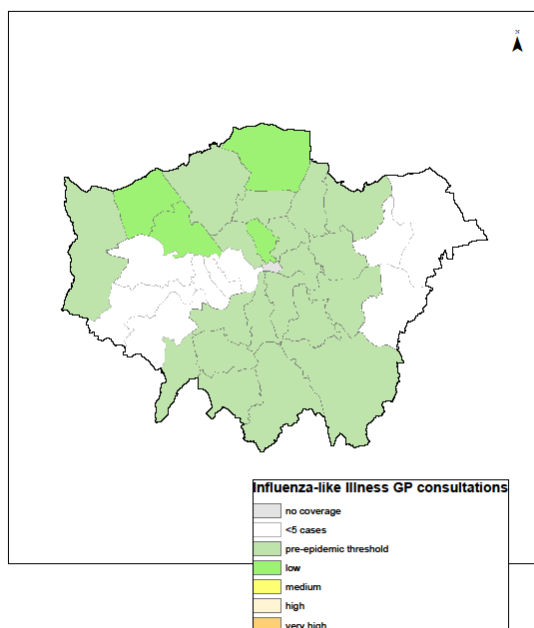 N
Influenza-like Illness GP consultations
no coverage
<5 cases
pre-epidemic threshold
low
medium
high
very high